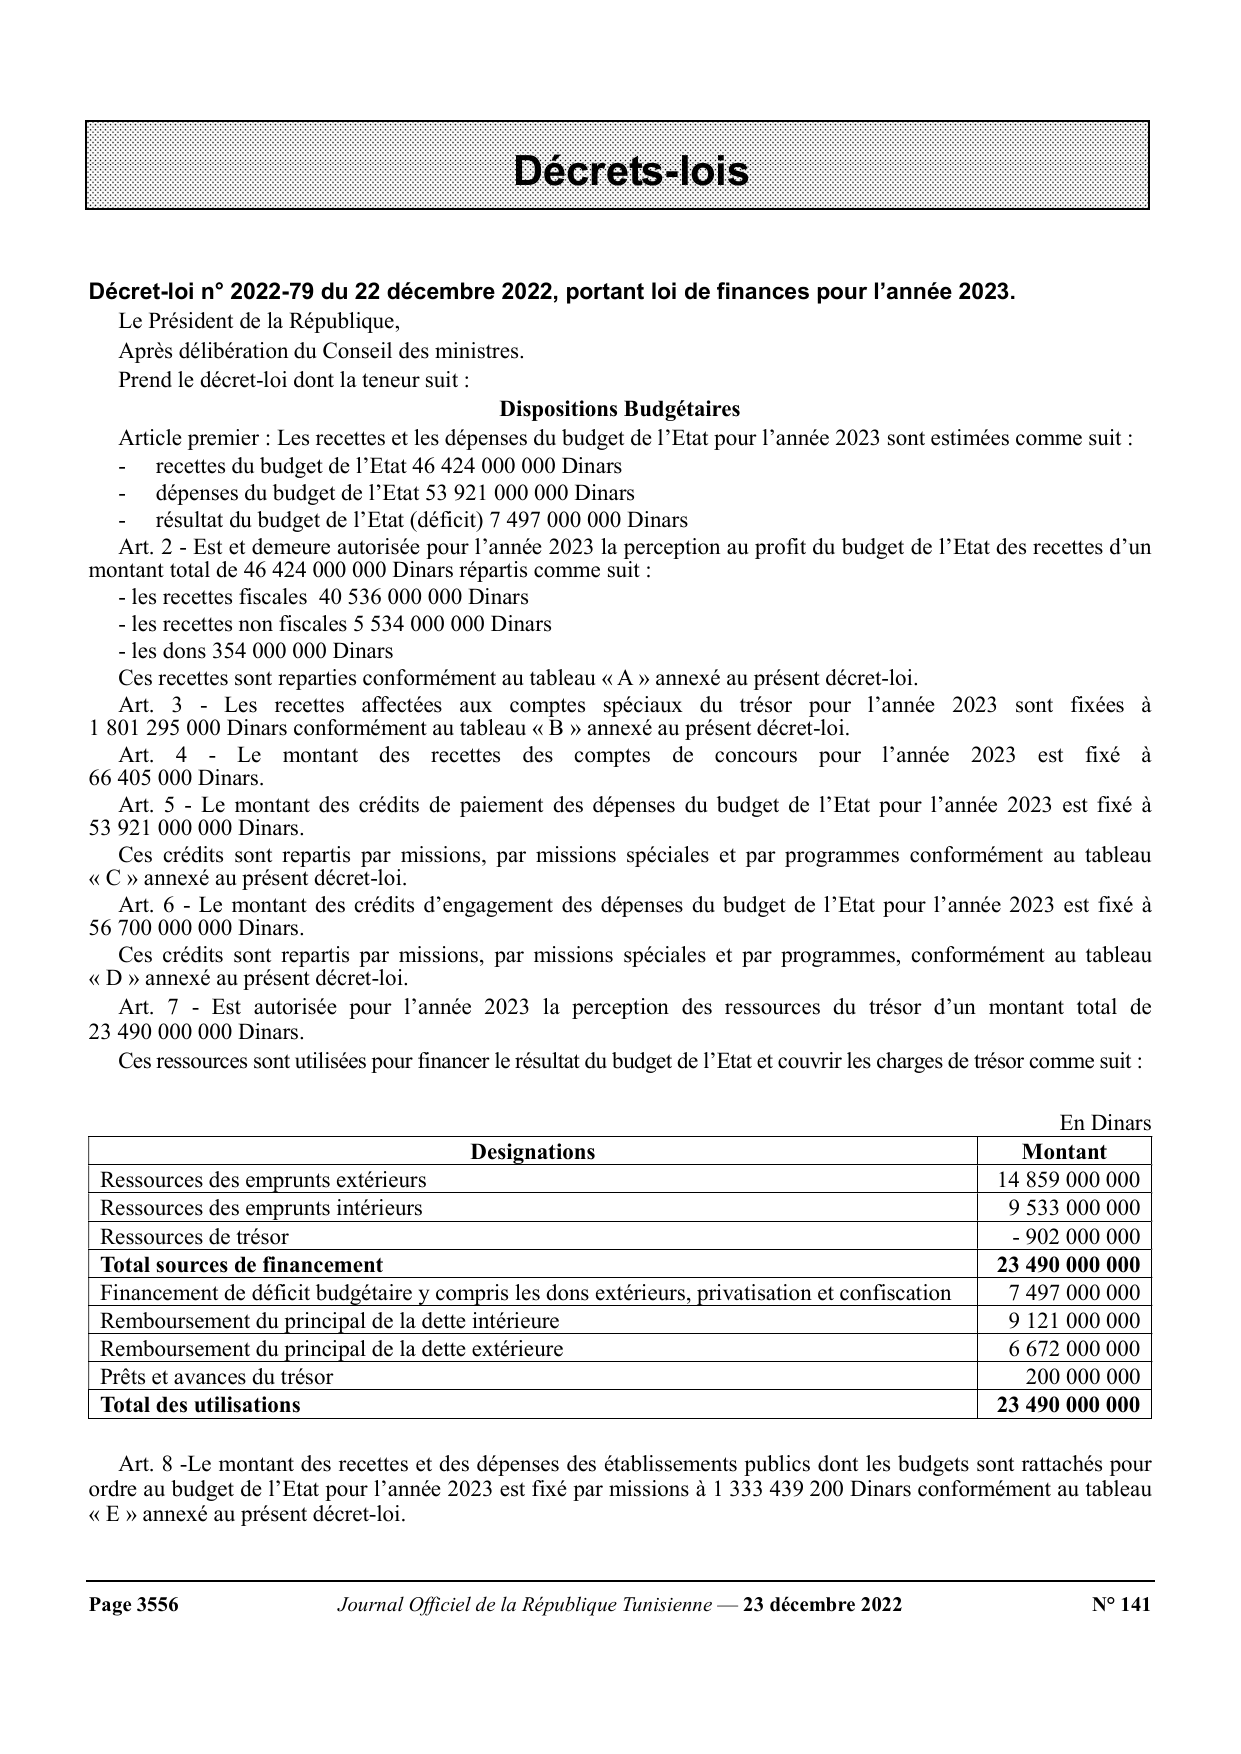 Décrets-lois
Décret-loi n° 2022-79 du 22 décembre 2022, portant loi de finances pour l’année 2023.
Le Président de la République,
Après délibération du Conseil des ministres.
Prend le décret-loi dont la teneur suit :
Dispositions Budgétaires
Article premier : Les recettes et les dépenses du budget de l’Etat pour l’année 2023 sont estimées comme suit :
- recettes du budget de l’Etat 46 424 000 000 Dinars
- dépenses du budget de l’Etat 53 921 000 000 Dinars
- résultat du budget de l’Etat (déficit) 7 497 000 000 Dinars
Art. 2 - Est et demeure autorisée pour l’année 2023 la perception au profit du budget de l’Etat des recettes d’un
montant total de 46 424 000 000 Dinars répartis comme suit :
- les recettes fiscales 40 536 000 000 Dinars
- les recettes non fiscales 5 534 000 000 Dinars
- les dons 354 000 000 Dinars
Ces recettes sont reparties conformément au tableau « A » annexé au présent décret-loi.
Art. 3 - Les recettes affectées aux comptes spéciaux du trésor pour l’année 2023 sont fixées à
1 801 295 000 Dinars conformément au tableau « B » annexé au présent décret-loi.
Art. 4 - Le montant des recettes des comptes de concours pour l’année 2023 est fixé à
66 405 000 Dinars.
Art. 5 - Le montant des crédits de paiement des dépenses du budget de l’Etat pour l’année 2023 est fixé à
53 921 000 000 Dinars.
Ces crédits sont repartis par missions, par missions spéciales et par programmes conformément au tableau
« C » annexé au présent décret-loi.
Art. 6 - Le montant des crédits d’engagement des dépenses du budget de l’Etat pour l’année 2023 est fixé à
56 700 000 000 Dinars.
Ces crédits sont repartis par missions, par missions spéciales et par programmes, conformément au tableau
« D » annexé au présent décret-loi.
Art. 7 - Est autorisée pour l’année 2023 la perception des ressources du trésor d’un montant total de
23 490 000 000 Dinars.
Ces ressources sont utilisées pour financer le résultat du budget de l’Etat et couvrir les charges de trésor comme suit :
En Dinars
Designations Montant
Ressources des emprunts extérieurs 14 859 000 000
Ressources des emprunts intérieurs 9 533 000 000
Ressources de trésor - 902 000 000
Total sources de financement 23 490 000 000
Financement de déficit budgétaire y compris les dons extérieurs, privatisation et confiscation 7 497 000 000
Remboursement du principal de la dette intérieure 9 121 000 000
Remboursement du principal de la dette extérieure 6 672 000 000
Prêts et avances du trésor 200 000 000
Total des utilisations 23 490 000 000
Art. 8 -Le montant des recettes et des dépenses des établissements publics dont les budgets sont rattachés pour
ordre au budget de l’Etat pour l’année 2023 est fixé par missions à 1 333 439 200 Dinars conformément au tableau
« E » annexé au présent décret-loi.
Page 3556 Journal Officiel de la République Tunisienne — 23 décembre 2022 N° 141